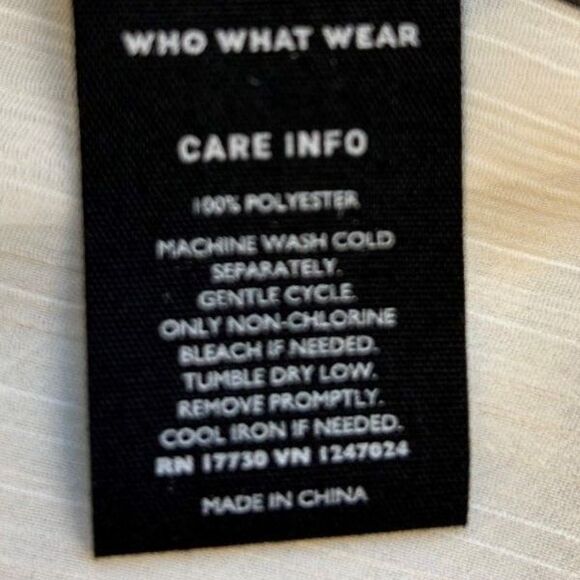 WHO WHAT WEAR
CARE INFO
100% POLYESTER
MACHINE WASH COLD
SEPARATELY.
GENTLE CYCLE.
ONLY NON-CHLORINE
BLEACH IF NEEDED.
TUMBLE DRY LOW.
REMOVE PROMPTLY.
COOL IRON IF NEEDED.
RN 17730 VN 1247024
MADE IN CHINA